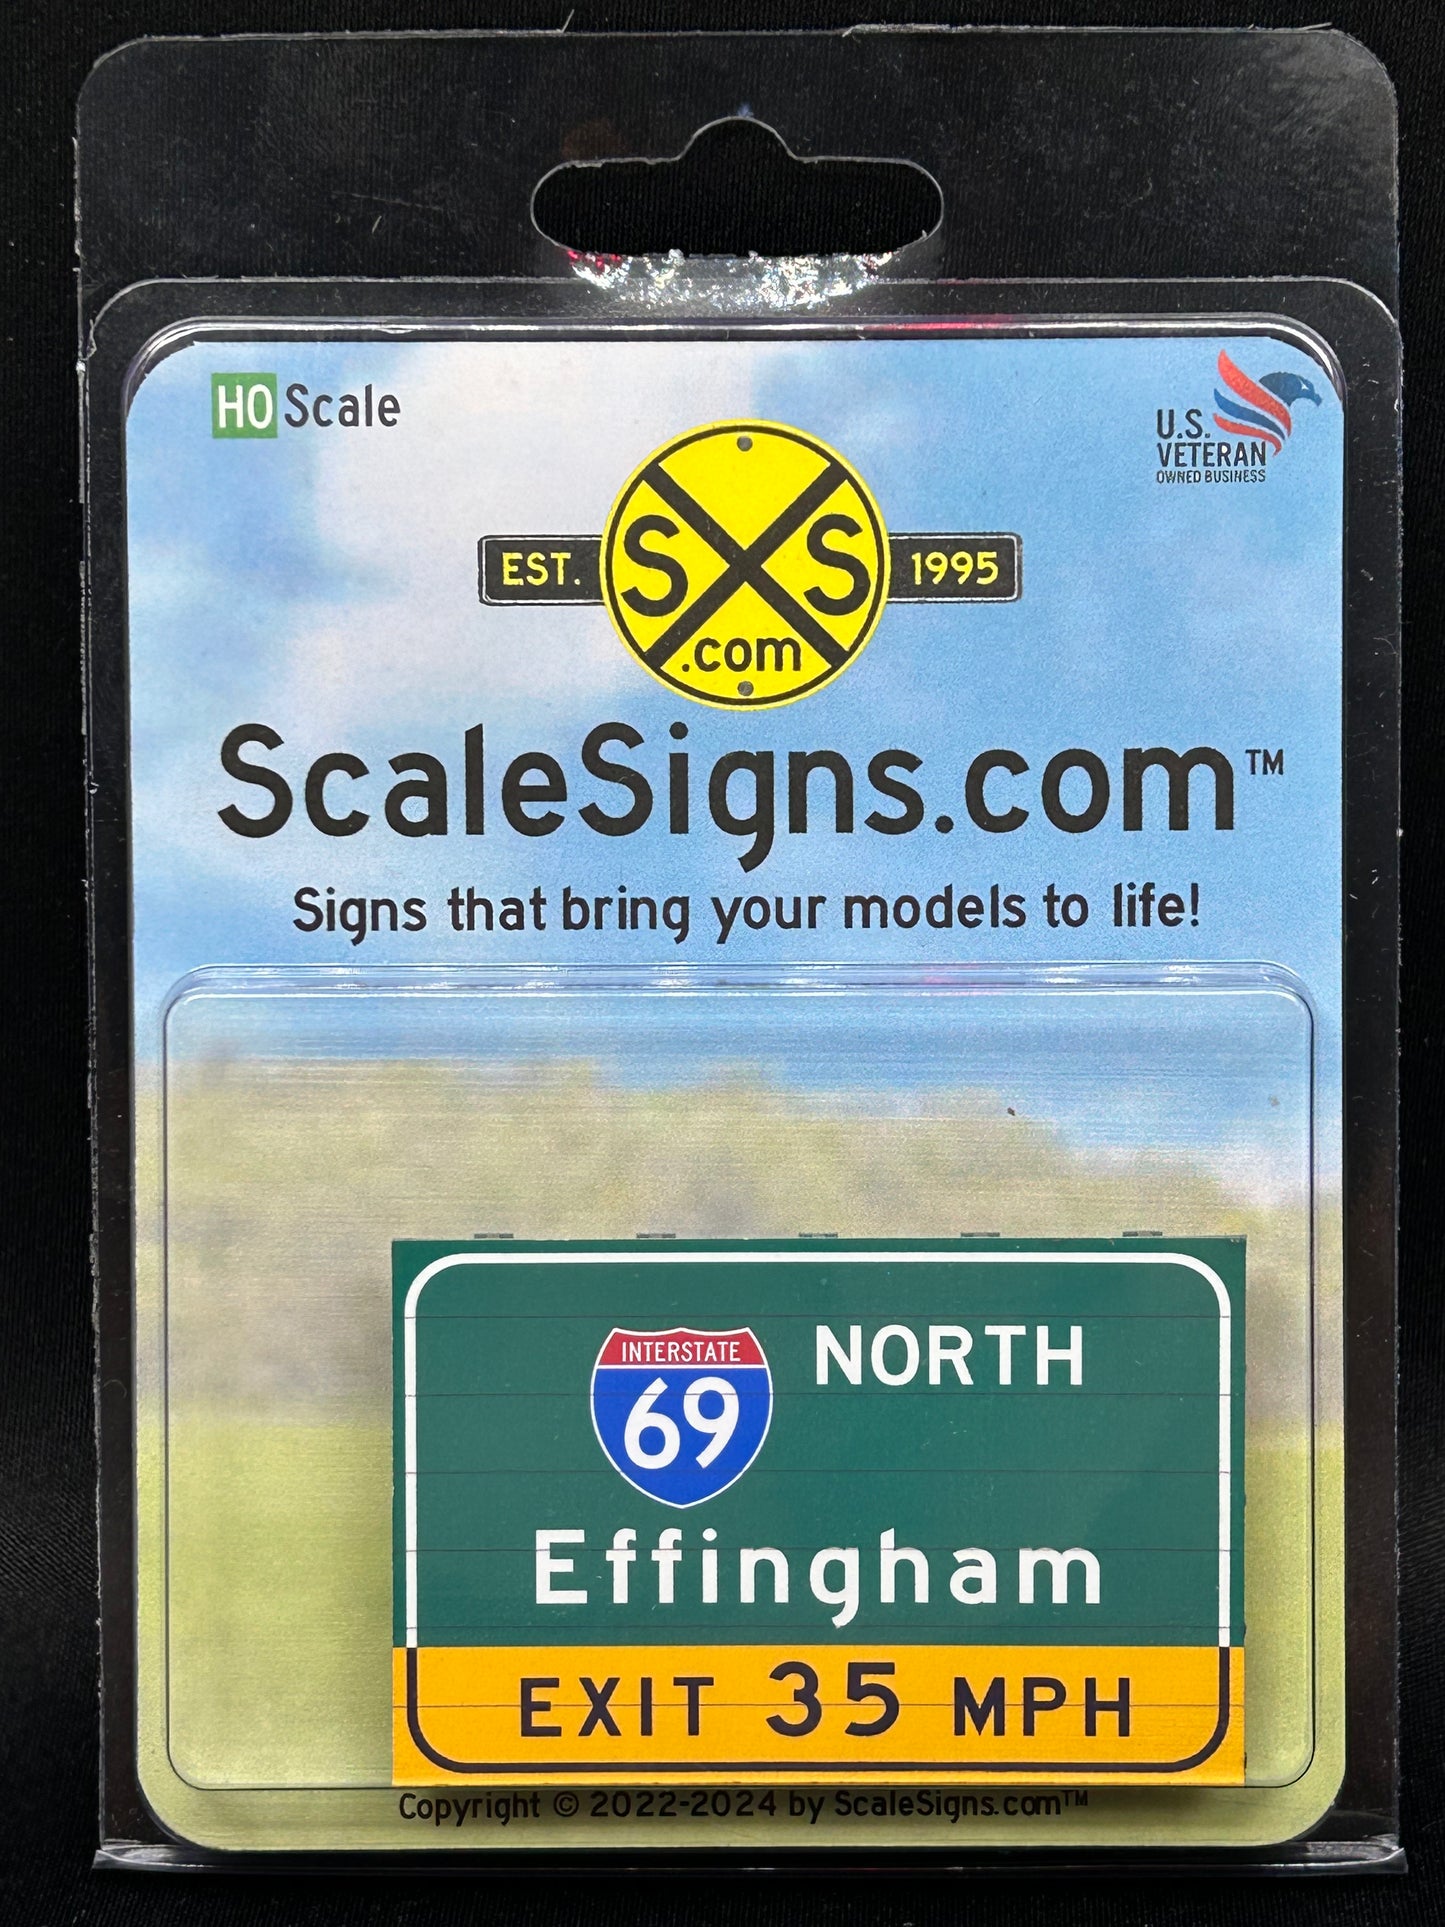 HO Scale
U.S.
VETERAN
OWNED BUSINESS
EST. S S 1995
.com
ScaleSigns.com™
Signs that bring your models to life!
INTERSTATE
69
NORTH
Effingham
EXIT 35 MPH
Copyright © 2022-2024 by ScaleSigns.com™